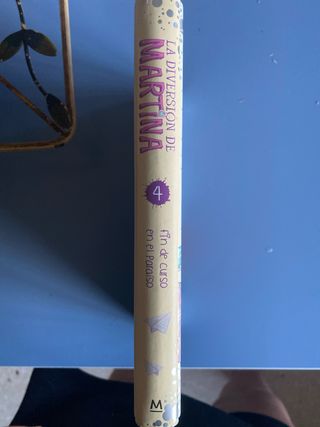 LA DIVERSIÓN DE
MARTINA
4
fin de curso
en el paraíso
M